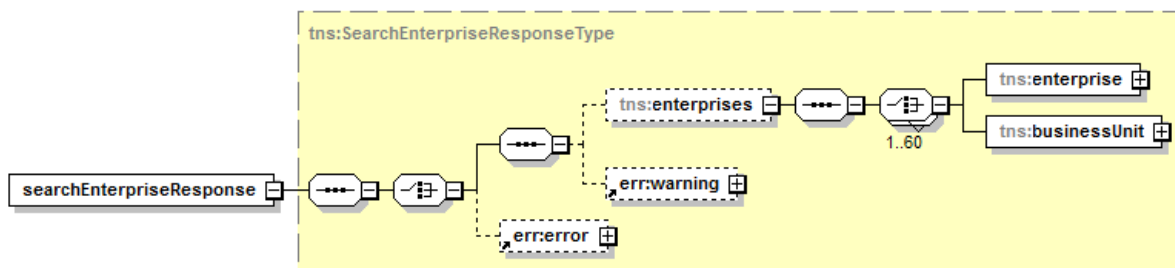 tns:SearchEnterpriseResponseType
tns:enterprise
tns:enterprises
tns:businessUnit
1..60
err:warning
searchEnterpriseResponse
err:error